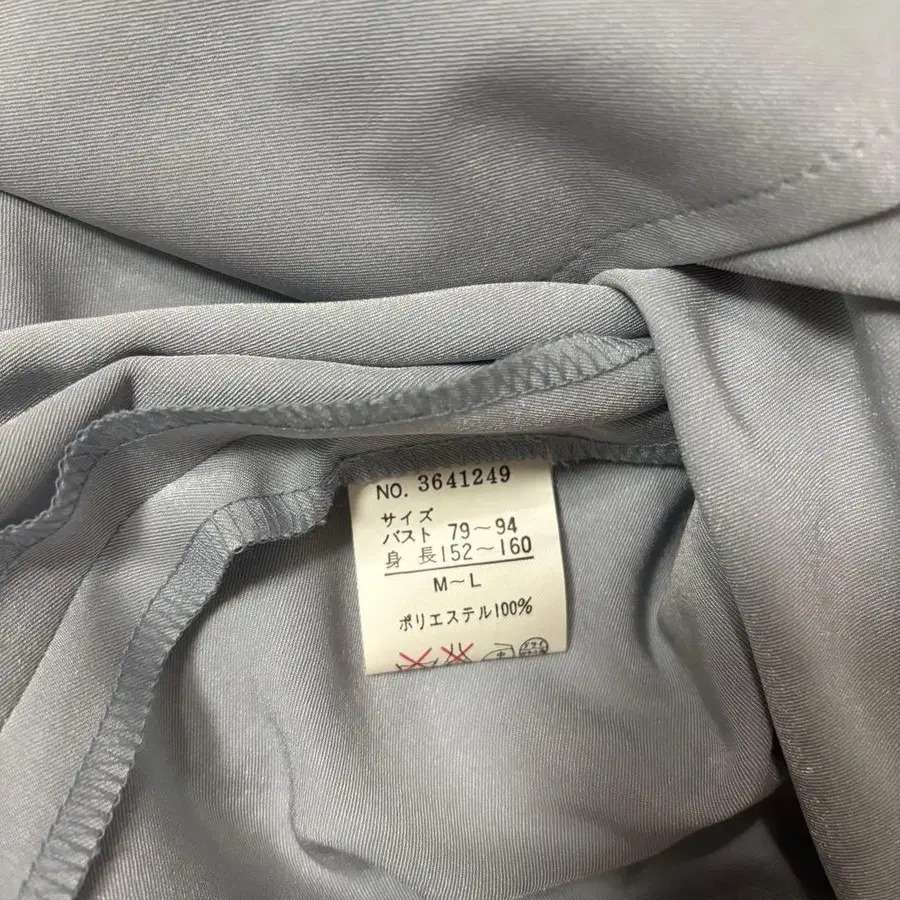 NO. 3641249
サイズ
バスト 79～94
身 長152～160
M～L
ポリエステル100%